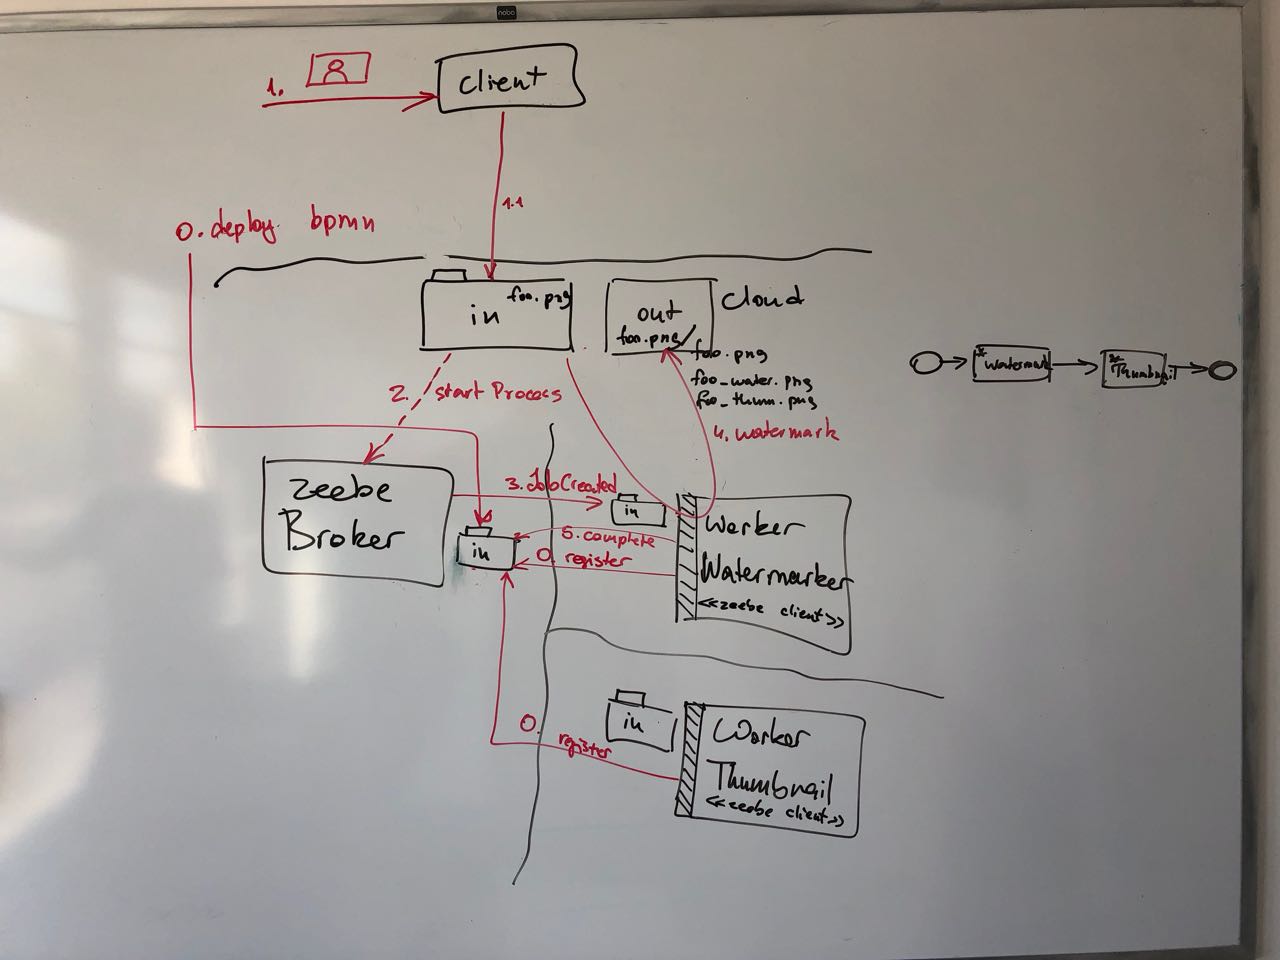 nobo
1.
client
1.1
0. deploy bpmn
in
foo.png
out
foo.png
cloud
foo.png
foo_water.png
foo_thum.png
4. watermark
* watermark
* Thumbnail
2. start Process
zeebe
Broker
3. JobCreated
in
in
5. complete
0. register
Worker
Watermarker
<<zeebe client>>
0.
register
in
Worker
Thumbnail
<<zeebe client>>